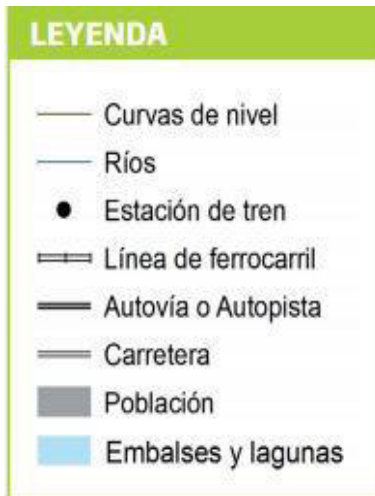 LEYENDA
Curvas de nivel
Ríos
Estación de tren
Línea de ferrocarril
Autovía o Autopista
Carretera
Población
Embalses y lagunas